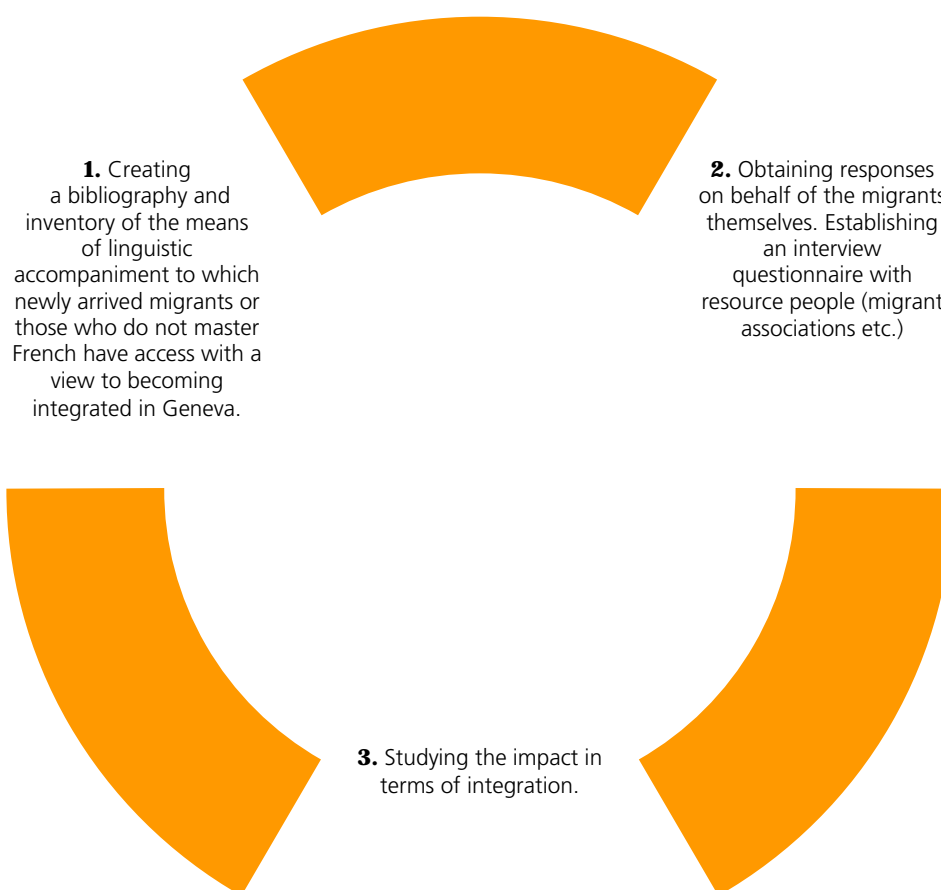 1. Creating
a bibliography and
inventory of the means
of linguistic
accompaniment to which
newly arrived migrants or
those who do not master
French have access with a
view to becoming
integrated in Geneva.
2. Obtaining responses
on behalf of the migrants
themselves. Establishing
an interview
questionnaire with
resource people (migrant
associations etc.)
3. Studying the impact in
terms of integration.